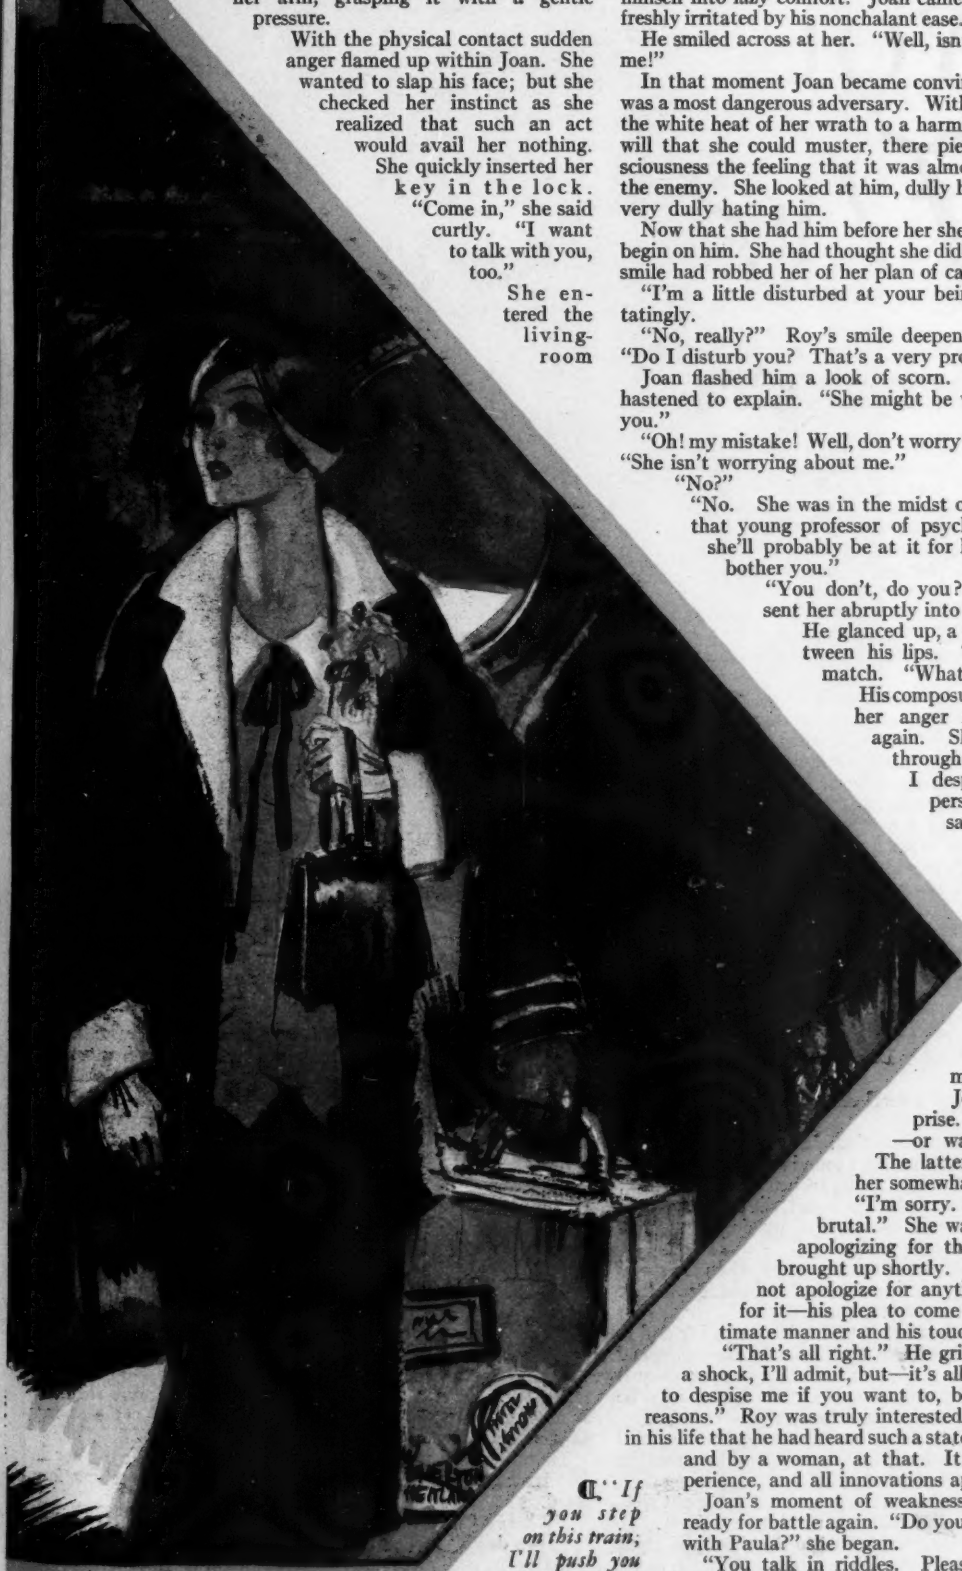 pressure.
With the physical contact sudden
anger flamed up within Joan. She
wanted to slap his face; but she
checked her instinct as she
realized that such an act
would avail her nothing.
She quickly inserted her
key in the lock.
"Come in," she said
curtly. "I want
to talk with you,
too."
She en-
tered the
living-
room
freshly irritated by his nonchalant ease.
He smiled across at her. "Well, isn
me!"
In that moment Joan became convi
was a most dangerous adversary. With
the white heat of her wrath to a harm
will that she could muster, there pie
sciousness the feeling that it was alm
the enemy. She looked at him, dully h
very dully hating him.
Now that she had him before her she
begin on him. She had thought she did
smile had robbed her of her plan of ca
"I'm a little disturbed at your bei
tatingly.
"No, really?" Roy's smile deepen
"Do I disturb you? That's a very pr
Joan flashed him a look of scorn.
hastened to explain. "She might be
you."
"Oh! my mistake! Well, don't worry
"She isn't worrying about me."
"No?"
"No. She was in the midst
that young professor of psyc
she'll probably be at it for
bother you."
"You don't, do you?
sent her abruptly into
He glanced up, a
tween his lips.
match. "What
His compos
her anger
again. S
through
I des
pers
sa
m
J
prise.
—or wa
The latte
her somewha
"I'm sorry.
brutal." She wa
apologizing for th
brought up shortly.
not apologize for anyt
for it—his plea to come
timate manner and his touc
"That's all right." He gri
a shock, I'll admit, but—it's all
to despise me if you want to, b
reasons." Roy was truly interested
in his life that he had heard such a stat
and by a woman, at that. It
perience, and all innovations a
Joan's moment of weakness
ready for battle again. "Do you
with Paula?" she began.
"You talk in riddles. Pleas
"If
you step
on this train,
I'll push you